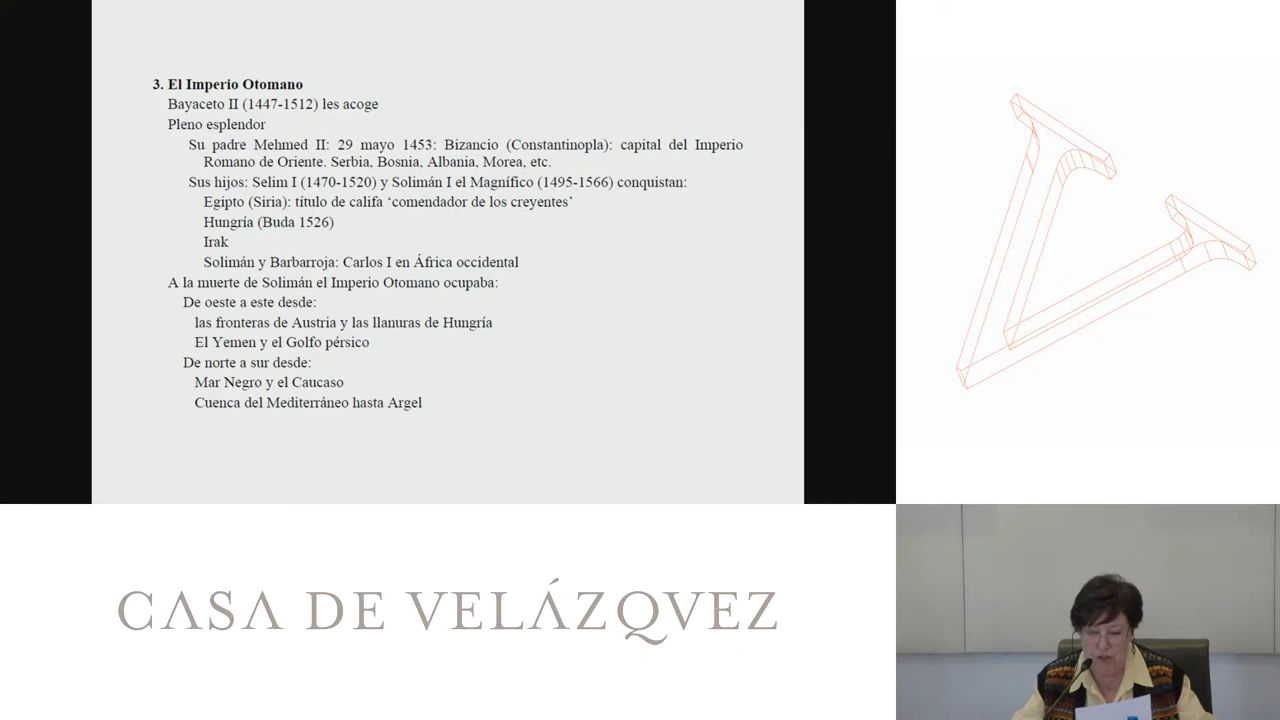 3. El Imperio Otomano
Bayaceto II (1447-1512) les acoge
Pleno esplendor
Su padre Mehmed II: 29 mayo 1453: Bizancio (Constantinopla): capital del Imperio
Romano de Oriente. Serbia, Bosnia, Albania, Morea, etc.
Sus hijos: Selim I (1470-1520) y Solimán I el Magnífico (1495-1566) conquistan:
Egipto (Siria): título de califa ‘comendador de los creyentes’
Hungría (Buda 1526)
Irak
Solimán y Barbarroja: Carlos I en África occidental
A la muerte de Solimán el Imperio Otomano ocupaba:
De oeste a este desde:
las fronteras de Austria y las llanuras de Hungría
El Yemen y el Golfo pérsico
De norte a sur desde:
Mar Negro y el Caucaso
Cuenca del Mediterráneo hasta Argel
CASA DE VELÁZQVEZ